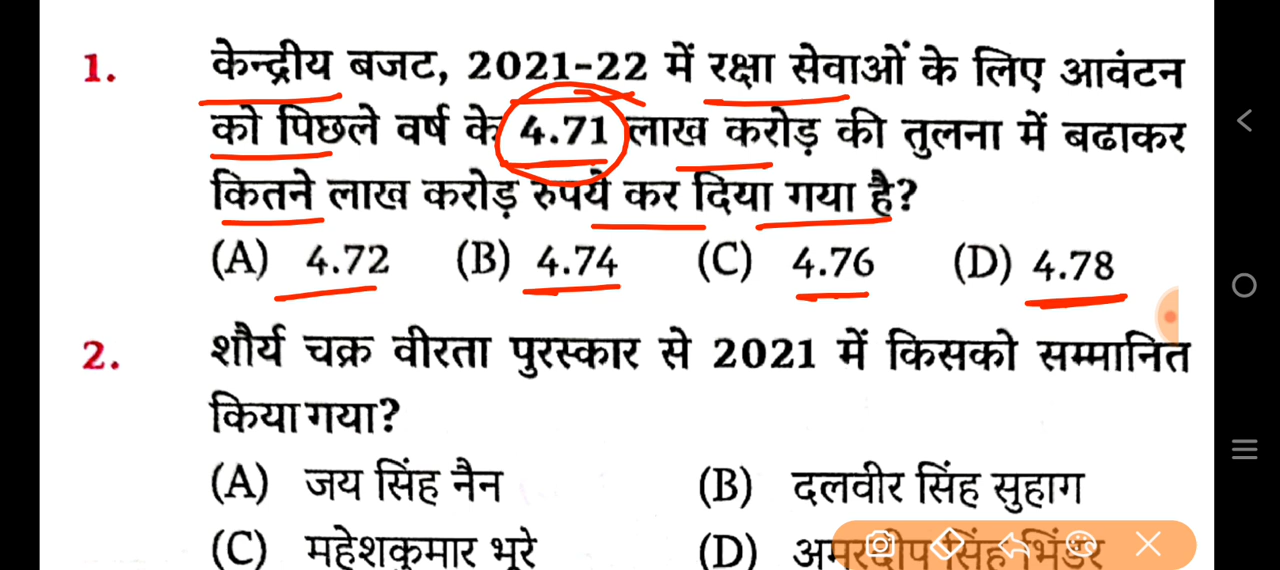 1. केन्द्रीय बजट, 2021-22 में रक्षा सेवाओं के लिए आवंटन
को पिछले वर्ष के 4.71 लाख करोड़ की तुलना में बढाकर
कितने लाख करोड़ रुपये कर दिया गया है?
(A) 4.72 (B) 4.74 (C) 4.76 (D) 4.78
2. शौर्य चक्र वीरता पुरस्कार से 2021 में किसको सम्मानित
किया गया?
(A) जय सिंह नैन (B) दलवीर सिंह सुहाग
(C) महेशकुमार भूरे (D) अमरदीप सिंह भिंडर